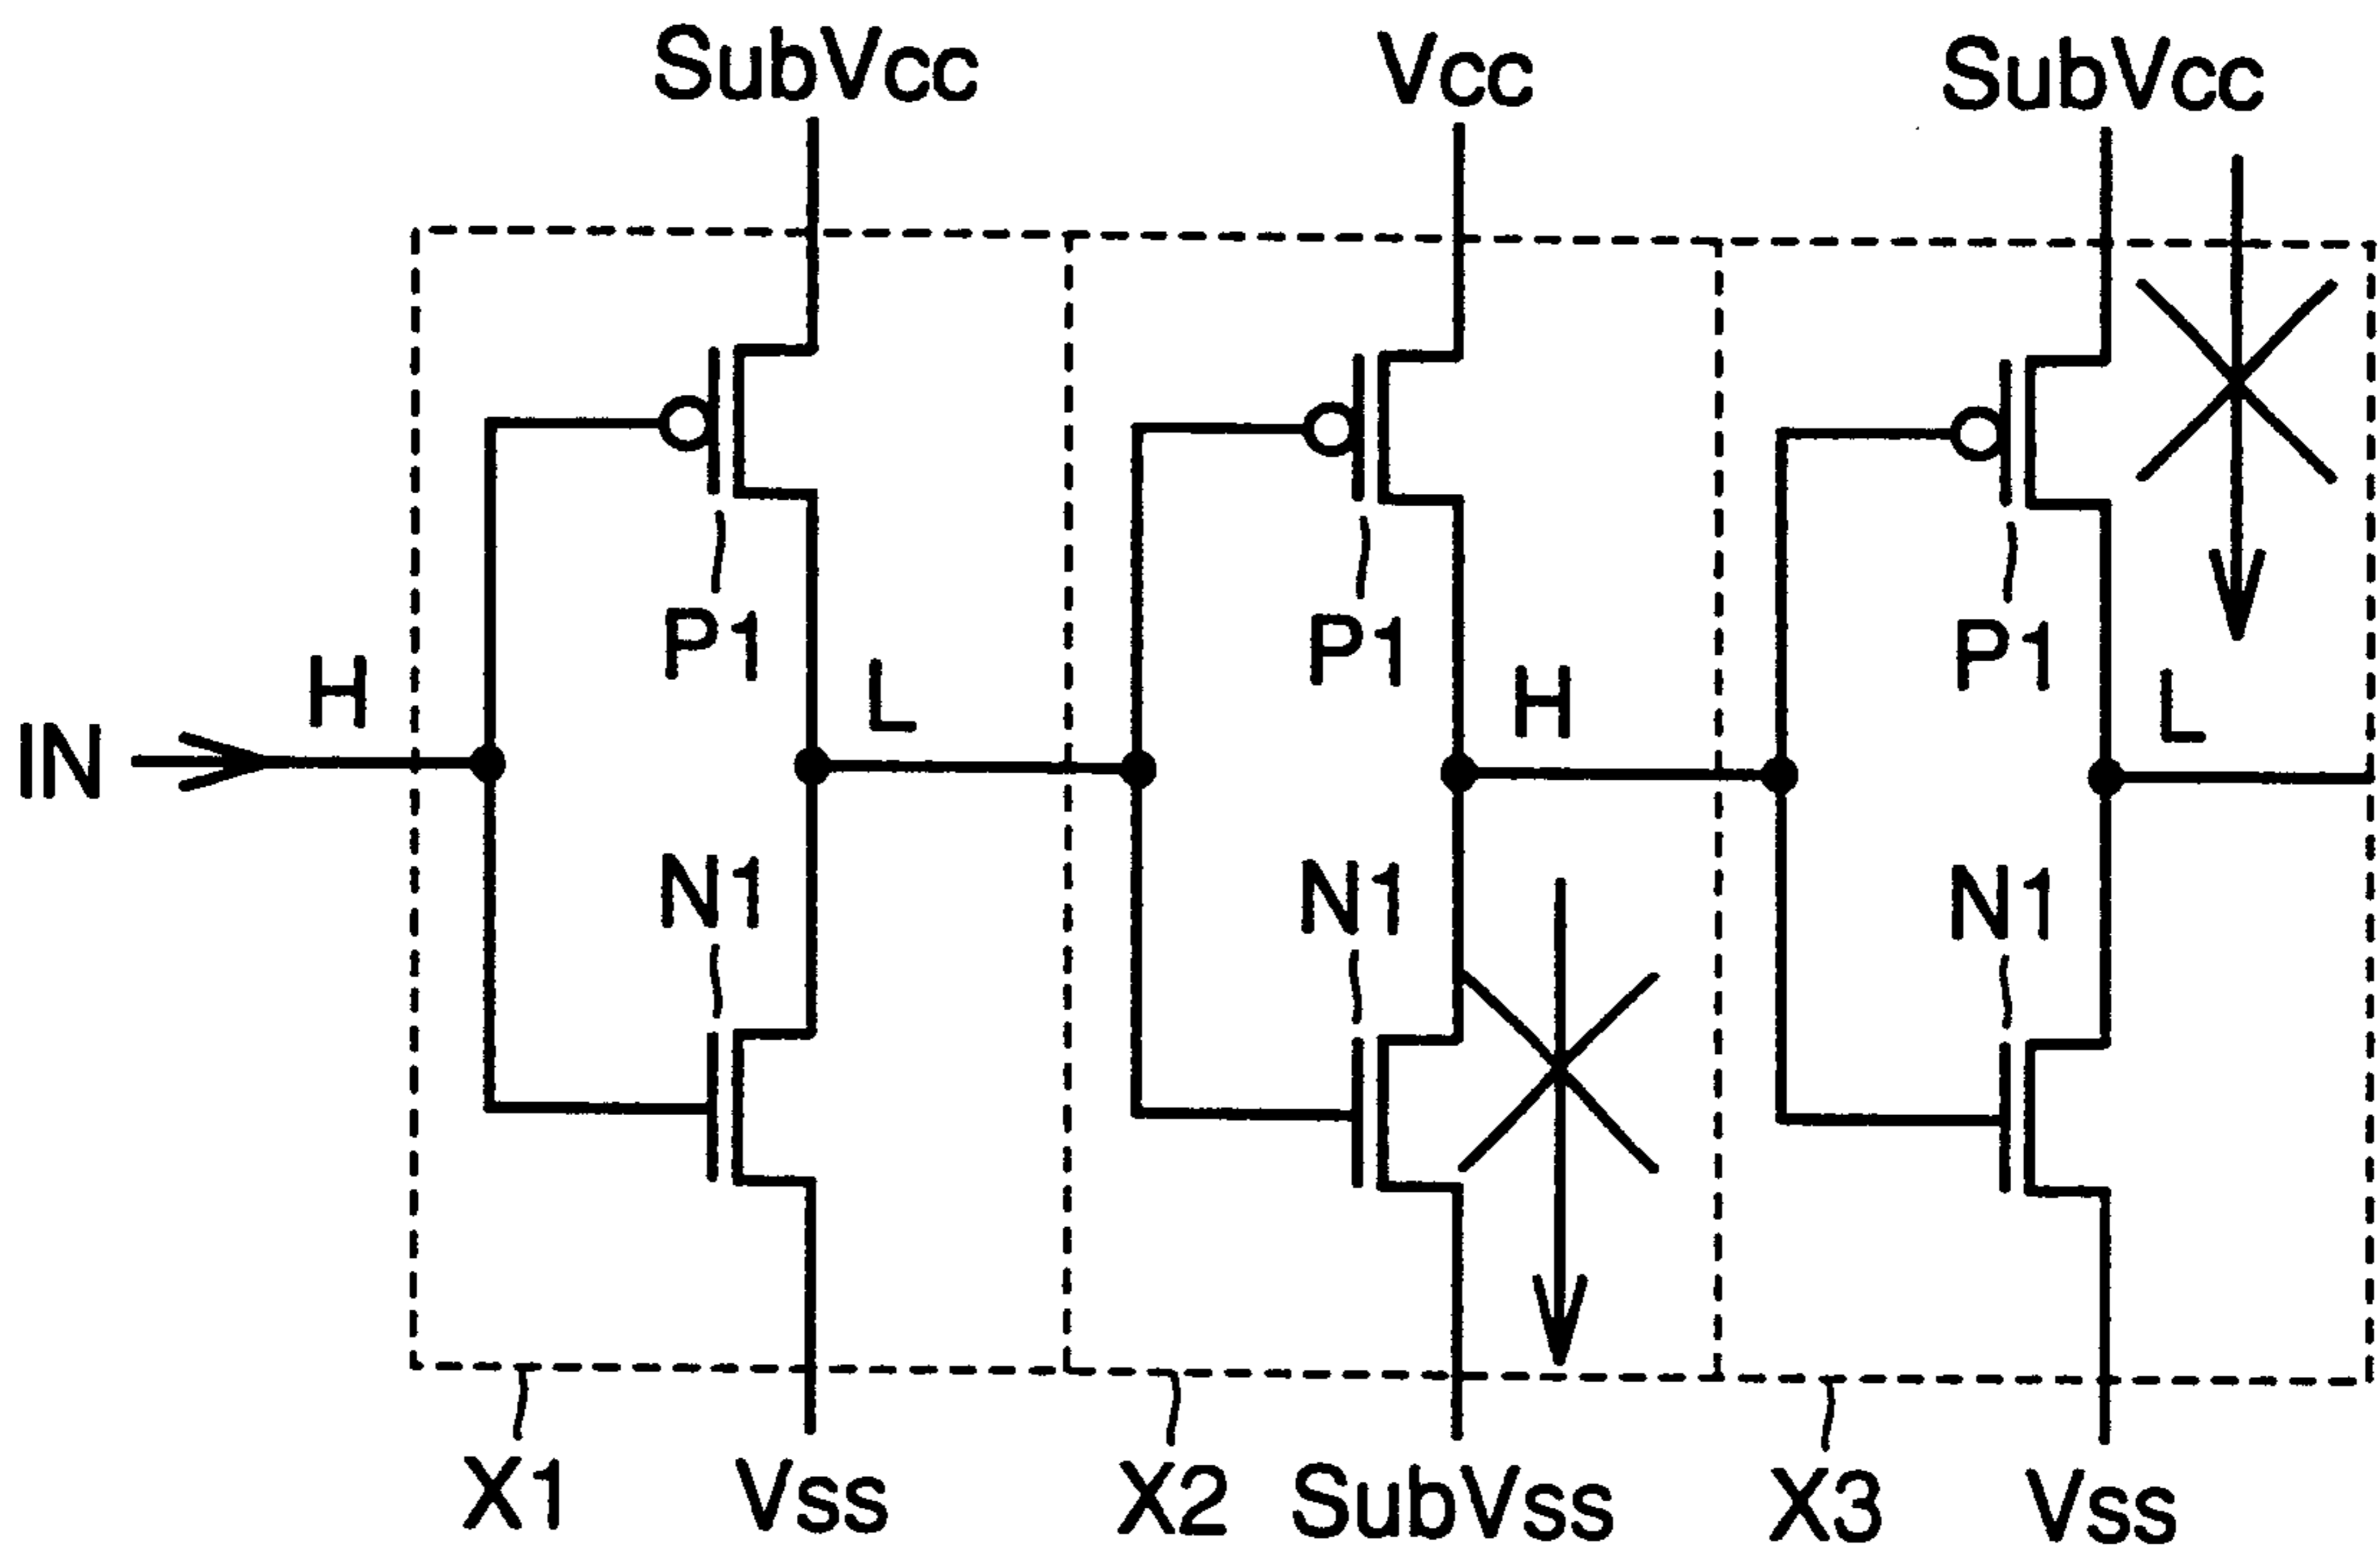 SubVcc Vcc SubVcc
P1 P1 P1
H L H L
IN
N1 N1 N1
X1 Vss X2 SubVss X3 Vss